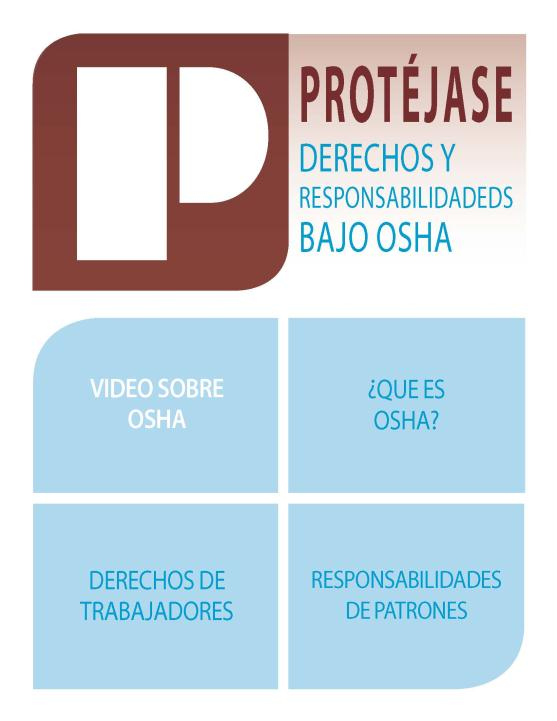 PROTÉJASE
DERECHOS Y
RESPONSABILIDADEDS
BAJO OSHA
VIDEO SOBRE
OSHA
¿QUE ES
OSHA?
DERECHOS DE
TRABAJADORES
RESPONSABILIDADES
DE PATRONES